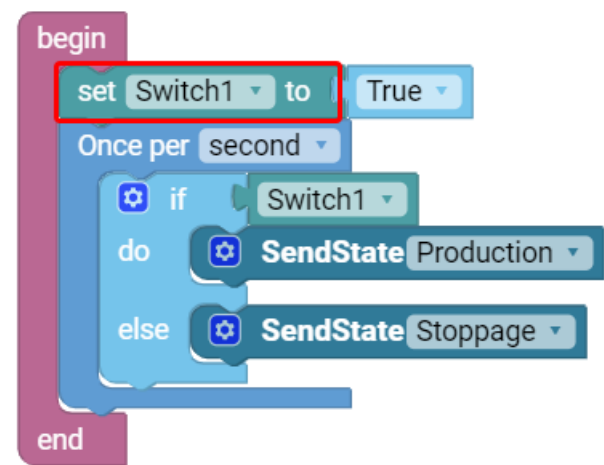 begin
set Switch1 to True
Once per second
if Switch1
do SendState Production
else SendState Stoppage
end